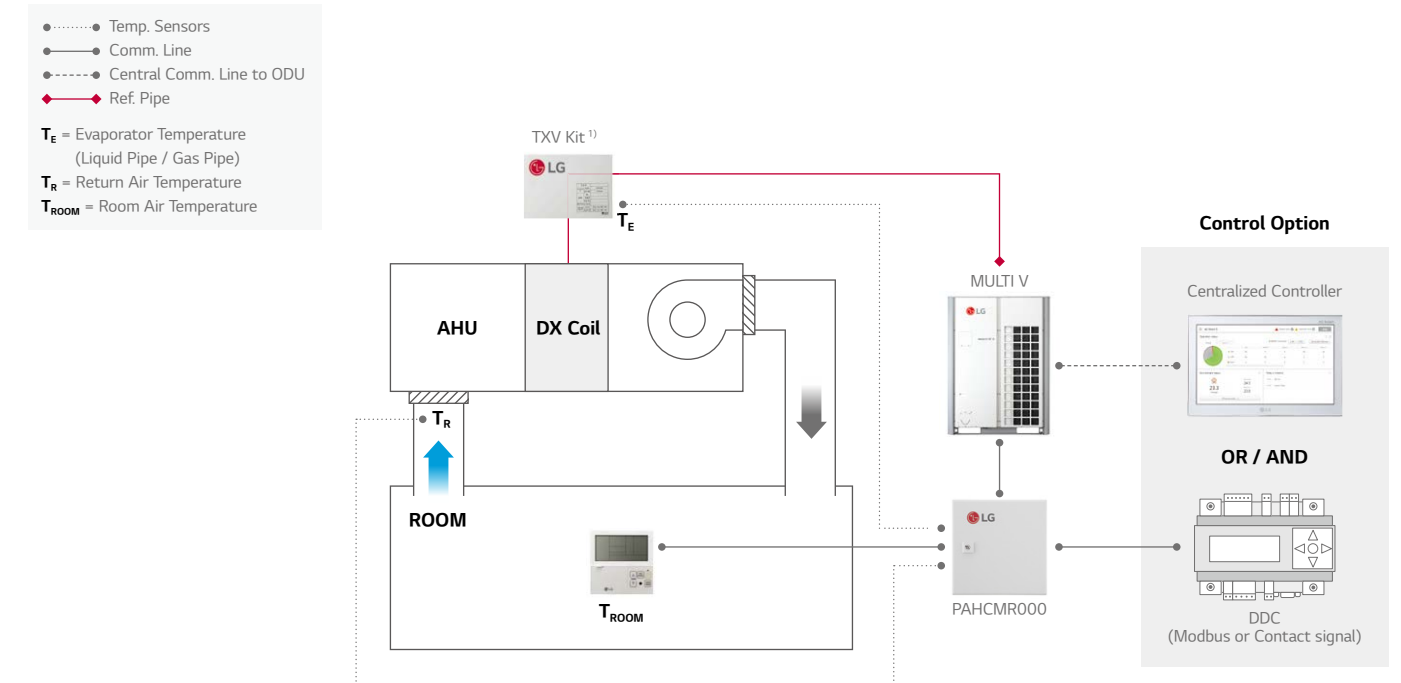 Temp. Sensors
Comm. Line
Central Comm. Line to ODU
Ref. Pipe
TE = Evaporator Temperature
(Liquid Pipe / Gas Pipe)
TR = Return Air Temperature
TROOM = Room Air Temperature
TXV Kit 1)
LG
TE
Control Option
MULTI V
Centralized Controller
LG
AHU
DX Coil
TR
OR / AND
ROOM
LG
TROOM
PAHCMR000
DDC
(Modbus or Contact signal)